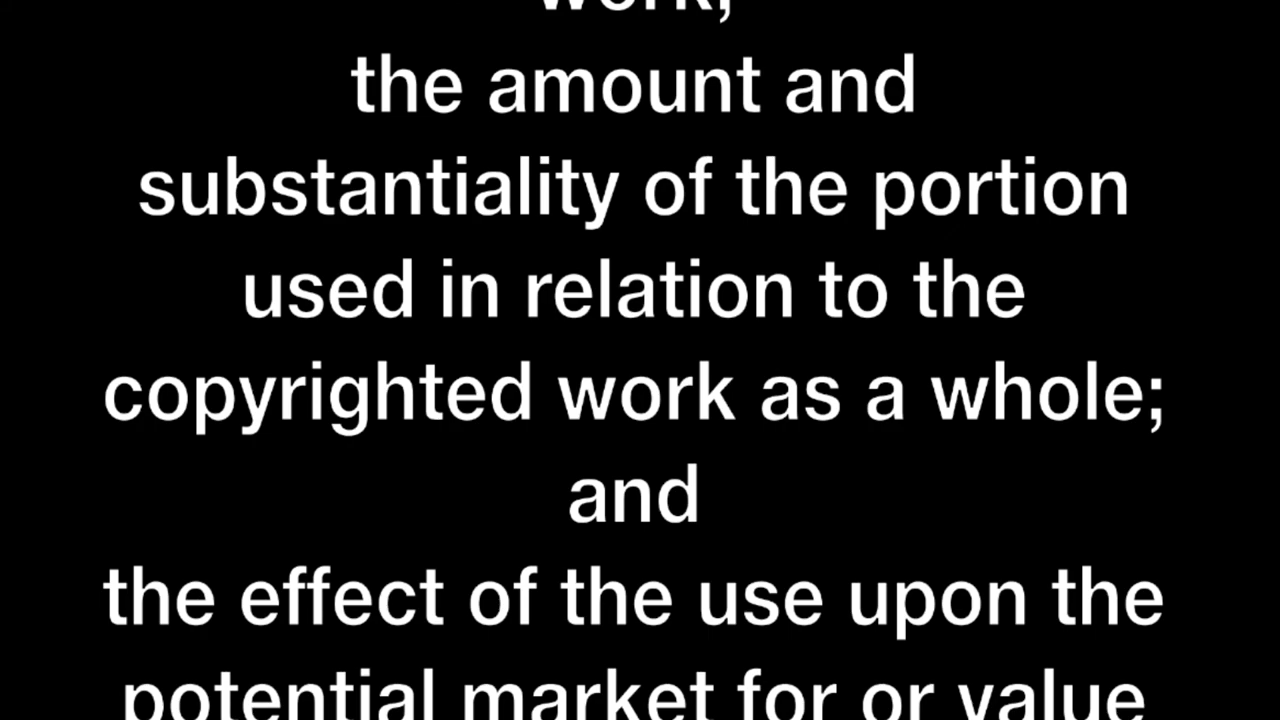 work;
the amount and
substantiality of the portion
used in relation to the
copyrighted work as a whole;
and
the effect of the use upon the
potential market for or value